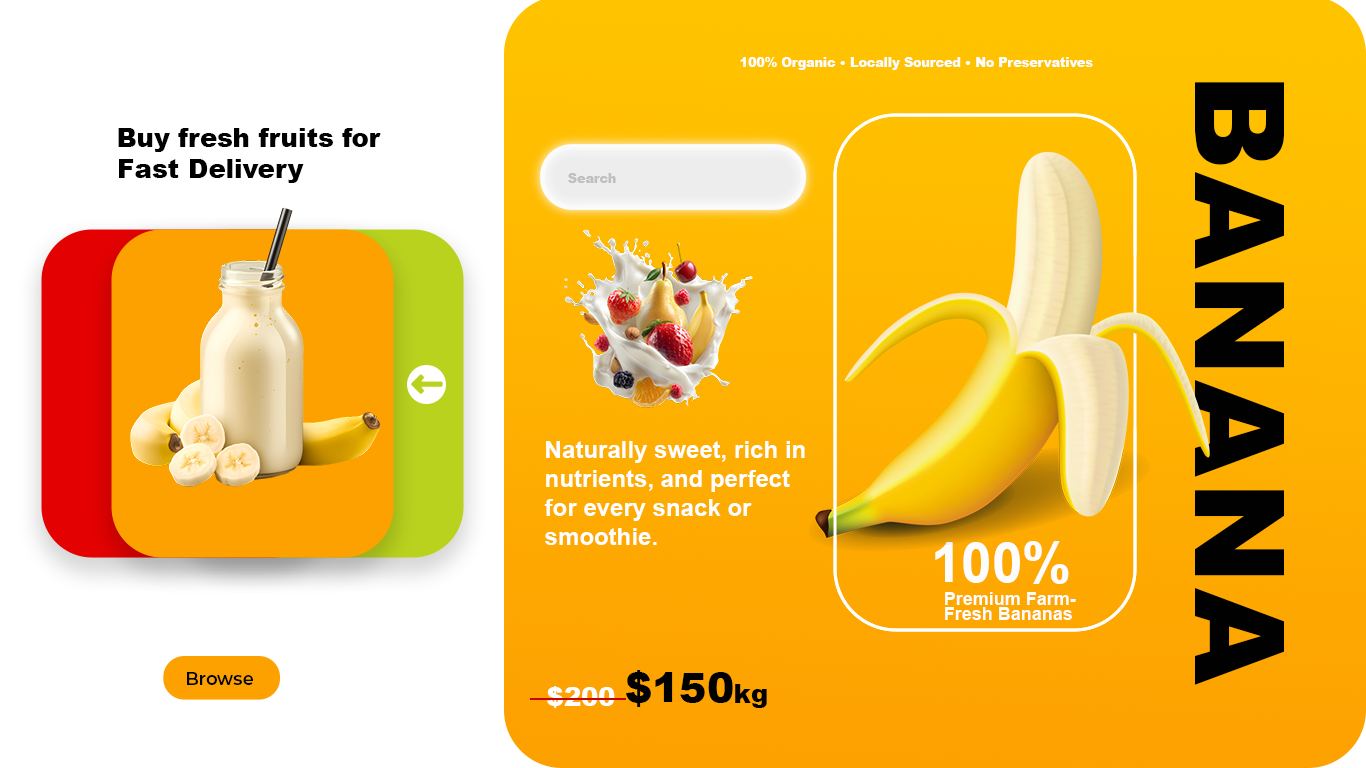 Buy fresh fruits for
Fast Delivery
Browse
100% Organic • Locally Sourced • No Preservatives
Search
Naturally sweet, rich in
nutrients, and perfect
for every snack or
smoothie.
$200 $150kg
100%
Premium Farm-
Fresh Bananas
BANANA